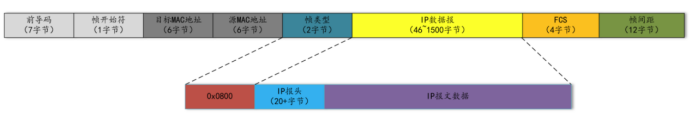 前导码
(7字节)
帧开始符
(1字节)
目标MAC地址
(6字节)
源MAC地址
(6字节)
帧类型
(2字节)
IP数据报
(46~1500字节)
FCS
(4字节)
帧间距
(12字节)
0x0800
IP报头
(20+字节)
IP报文数据